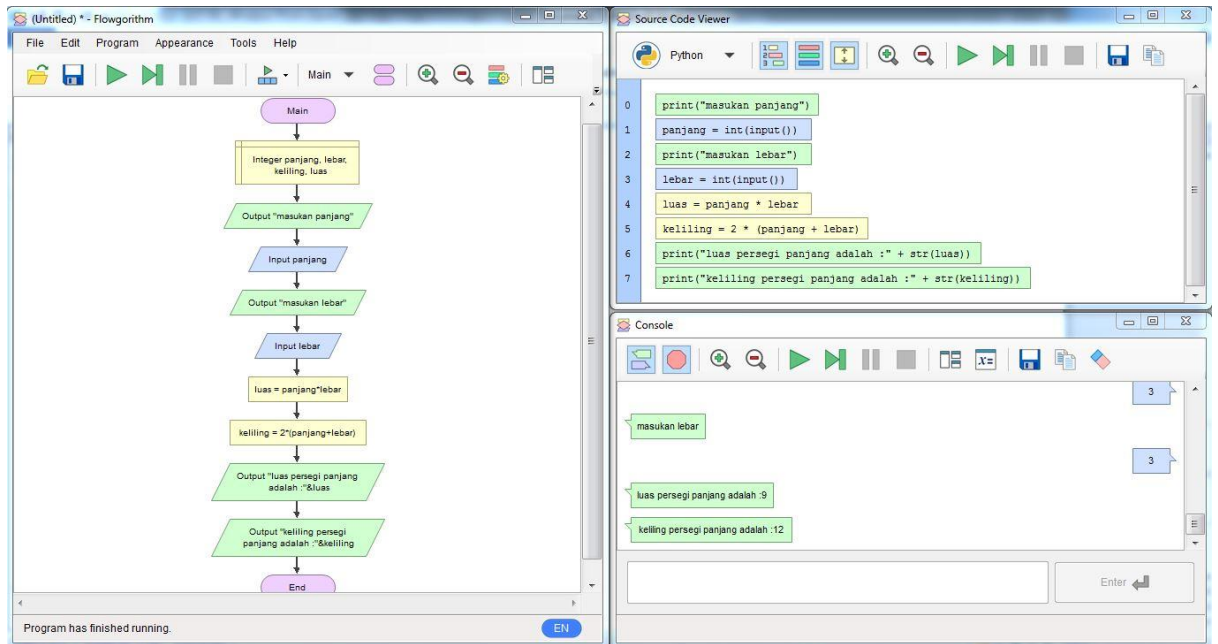 (Untitled) * - Flowgorithm
File Edit Program Appearance Tools Help
Main
Main
Integer panjang, lebar,
keliling, luas
Output "masukan panjang"
Input panjang
Output "masukan lebar"
Input lebar
luas = panjang*lebar
keliling = 2*(panjang+lebar)
Output "luas persegi panjang
adalah :"&luas
Output "keliling persegi
panjang adalah :"&keliling
End
Program has finished running.
EN
Source Code Viewer
Python
0 print("masukan panjang")
1 panjang = int(input())
2 print("masukan lebar")
3 lebar = int(input())
4 luas = panjang * lebar
5 keliling = 2 * (panjang + lebar)
6 print("luas persegi panjang adalah :" + str(luas))
7 print("keliling persegi panjang adalah :" + str(keliling))
Console
x=
3
masukan lebar
3
luas persegi panjang adalah :9
keliling persegi panjang adalah :12
Enter